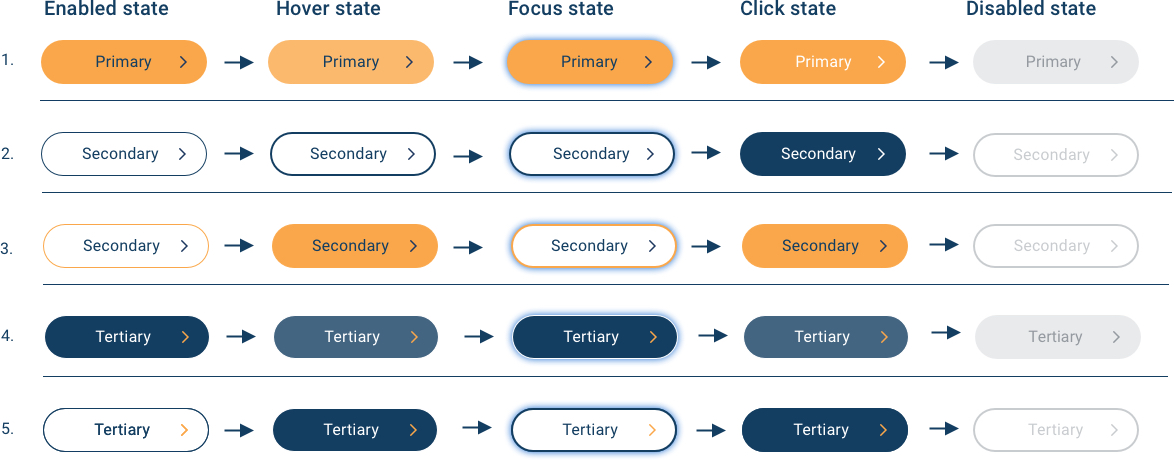 Enabled state Hover state Focus state Click state Disabled state
1. Primary Primary Primary Primary Primary
2. Secondary Secondary Secondary Secondary Secondary
3. Secondary Secondary Secondary Secondary Secondary
4. Tertiary Tertiary Tertiary Tertiary Tertiary
5. Tertiary Tertiary Tertiary Tertiary Tertiary